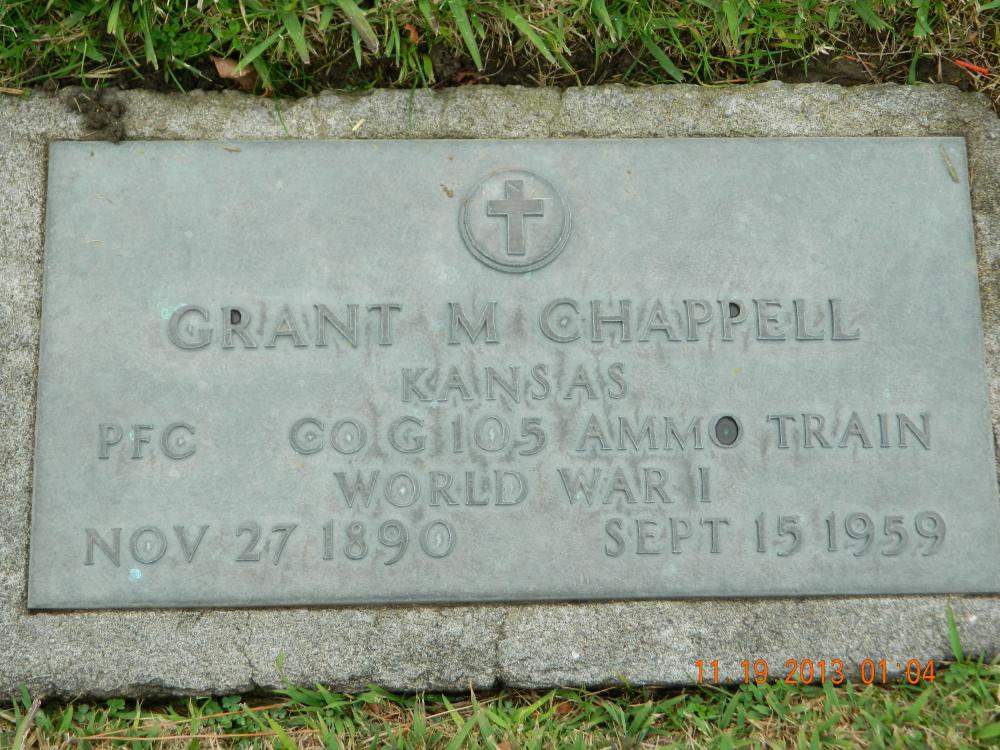 GRANT M CHAPPELL
KANSAS
PFC CO G 105 AMMO TRAIN
WORLD WAR I
NOV 27 1890 SEPT 15 1959
11.19.2013 01:04